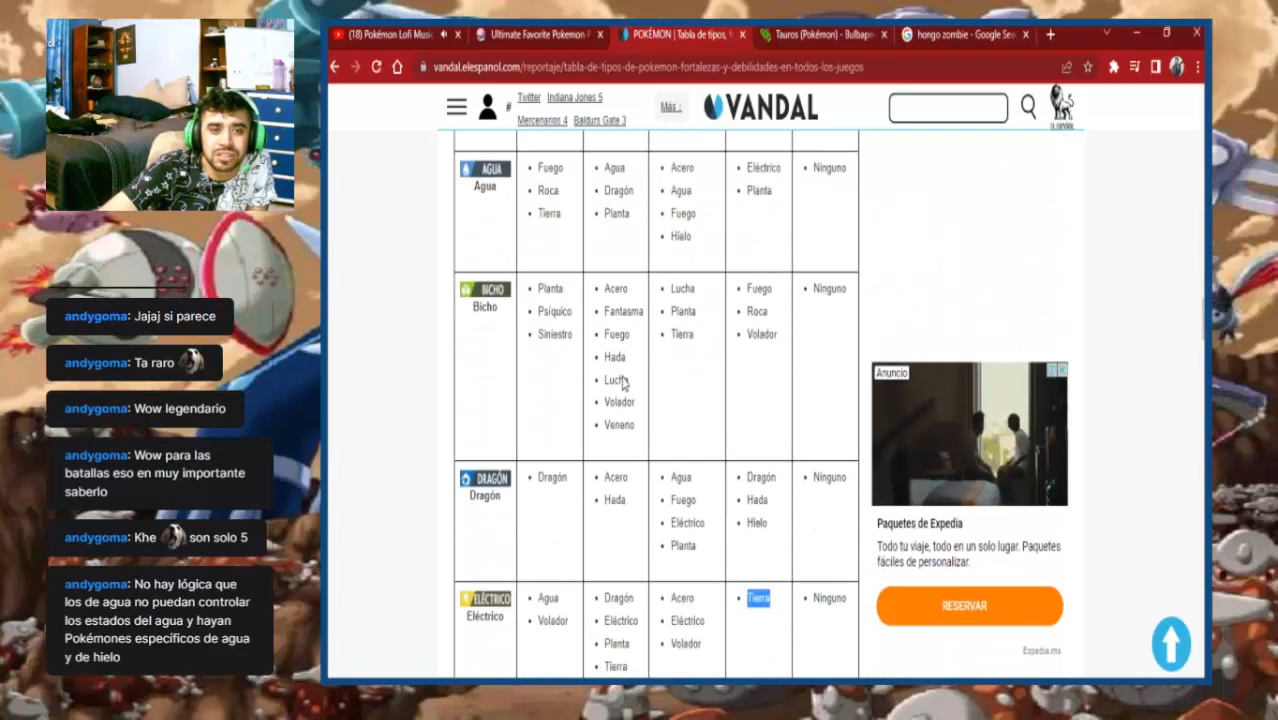 (18) Pokémon Lofi Music
Ultimate Favorite Pokemon P
POKÉMON | Tabla de tipos, f
Tauros (Pokémon) - Bulbape
hongo zombie - Google Sea
vandal.elespanol.com/reportaje/tabla-de-tipos-de-pokemon-fortalezas-y-debilidades-en-todos-los-juegos
# Twitter Indiana Jones 5
Mercenarios 4 Baldurs Gate 3
Más ↓
VANDAL
EL ESPAÑOL
AGUA
Agua
• Fuego
• Roca
• Tierra
• Agua
• Dragón
• Planta
• Acero
• Agua
• Fuego
• Hielo
• Eléctrico
• Planta
• Ninguno
BICHO
Bicho
• Planta
• Psíquico
• Siniestro
• Acero
• Fantasma
• Fuego
• Hada
• Lucha
• Volador
• Veneno
• Lucha
• Planta
• Tierra
• Fuego
• Roca
• Volador
• Ninguno
DRAGÓN
Dragón
• Dragón
• Acero
• Hada
• Agua
• Fuego
• Eléctrico
• Planta
• Dragón
• Hada
• Hielo
• Ninguno
ELÉCTRICO
Eléctrico
• Agua
• Volador
• Dragón
• Eléctrico
• Planta
• Tierra
• Acero
• Eléctrico
• Volador
• Tierra
• Ninguno
Anuncio
Paquetes de Expedia
Todo tu viaje, todo en un solo lugar. Paquetes
fáciles de personalizar.
RESERVAR
Expedia.mx
andygoma: Jajaj si parece
andygoma: Ta raro
andygoma: Wow legendario
andygoma: Wow para las
batallas eso en muy importante
saberlo
andygoma: Khe son solo 5
andygoma: No hay lógica que
los de agua no puedan controlar
los estados del agua y hayan
Pokémones específicos de agua
y de hielo